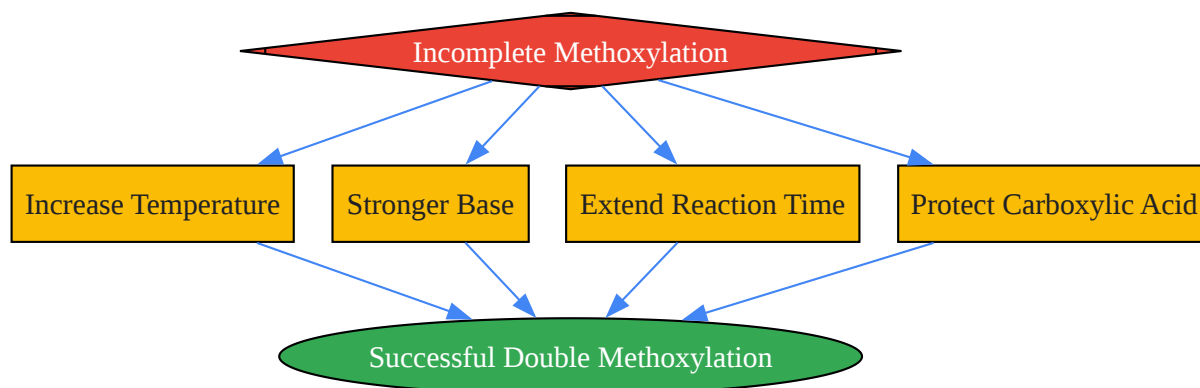 Incomplete Methoxylation
Increase Temperature
Stronger Base
Extend Reaction Time
Protect Carboxylic Acid
Successful Double Methoxylation